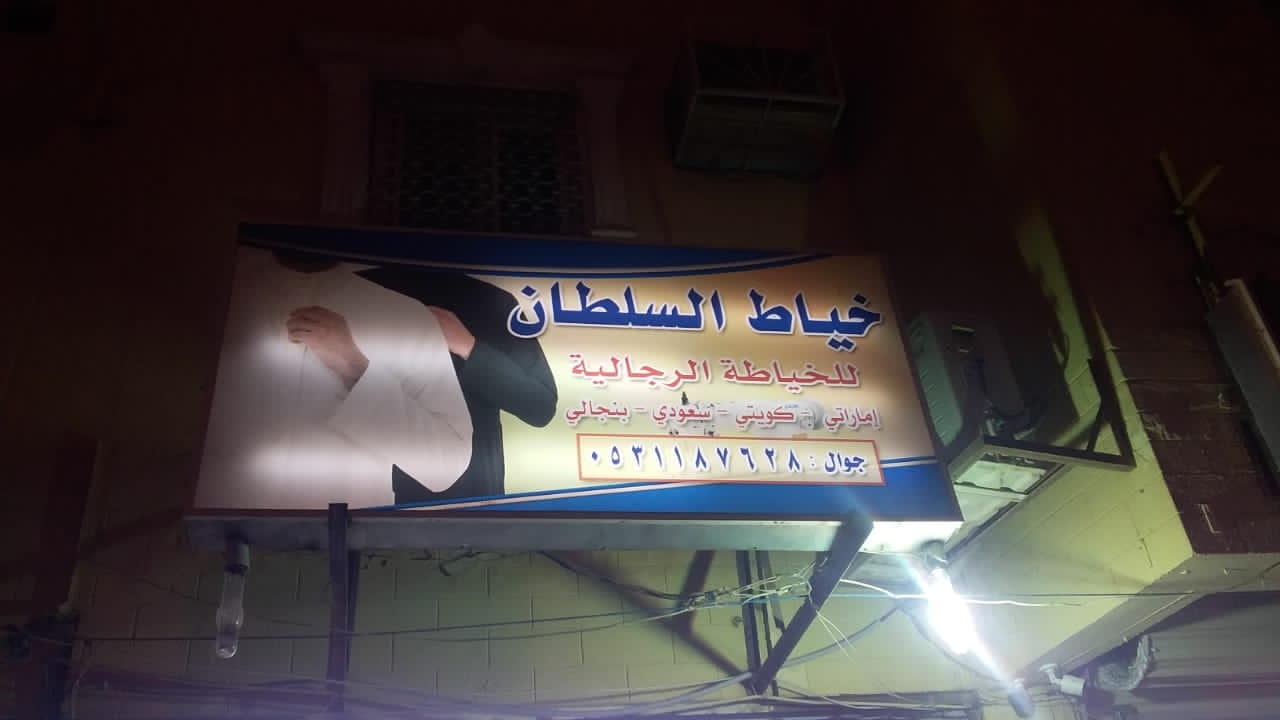 خياط السلطان
للخياطة الرجالية
إماراتي - كويتي - سعودي - بنجالي
جوال : ٠٥٣١١٨٧٦٢٨